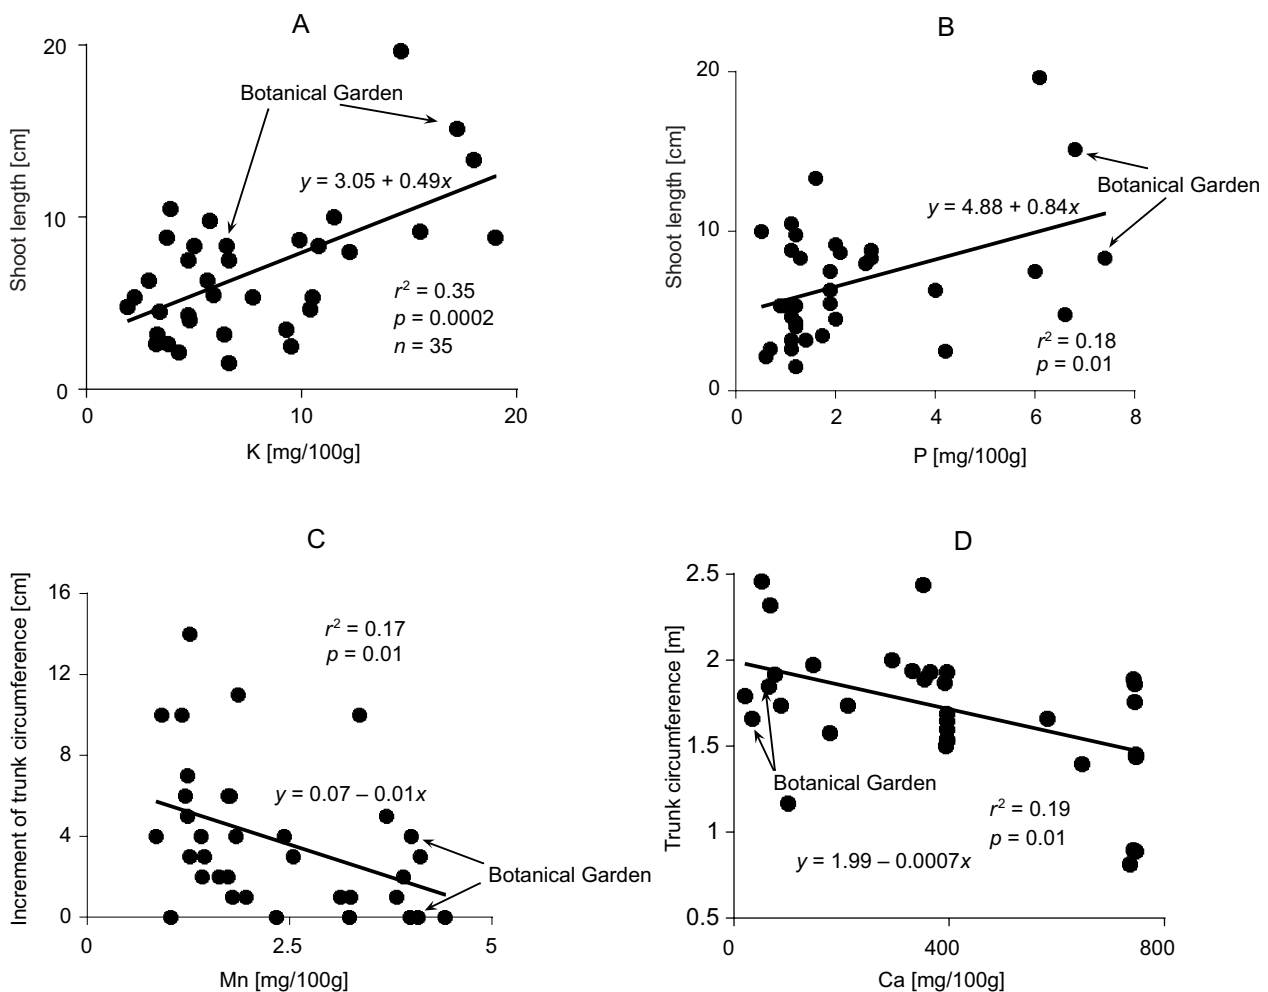 A
20
Botanical Garden
y = 3.05 + 0.49x
10
r² = 0.35
p = 0.0002
n = 35
0
0 10 20
Shoot length [cm]
K [mg/100g]
B
20
Botanical Garden
y = 4.88 + 0.84x
10
r² = 0.18
p = 0.01
0
0 2 4 6 8
Shoot length [cm]
P [mg/100g]
C
16
r² = 0.17
p = 0.01
12
8
y = 0.07 – 0.01x
4
Botanical Garden
0
0 2.5 5
Increment of trunk circumference [cm]
Mn [mg/100g]
D
2.5
2
1.5
Botanical Garden
r² = 0.19
p = 0.01
1
y = 1.99 – 0.0007x
0.5
0 400 800
Trunk circumference [m]
Ca [mg/100g]